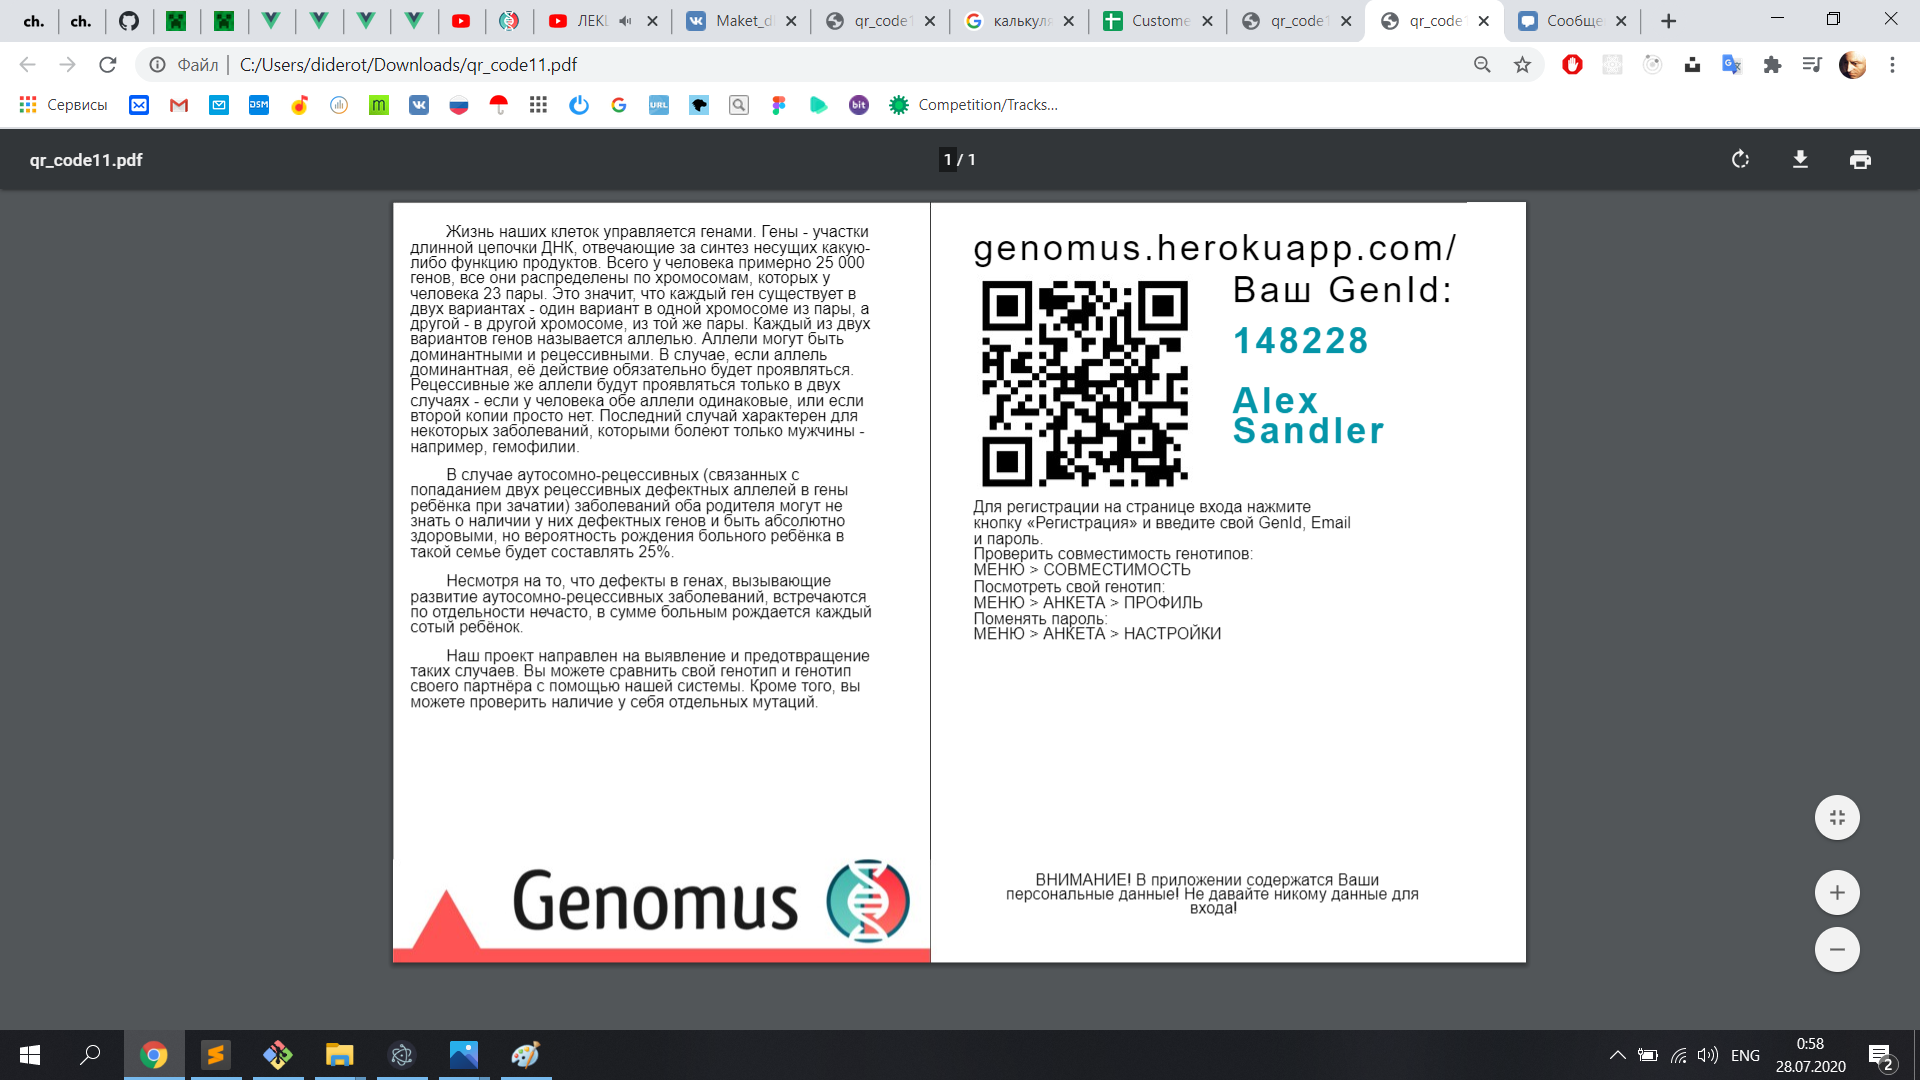 ch.
ch.
ЛЕК
Maket_d
qr_code1
калькуля
Custome
qr_code1
qr_code
Сообще
Файл
C:/Users/diderot/Downloads/qr_code11.pdf
Сервисы
DSM
m
URL
bit
Competition/Tracks...
qr_code11.pdf
1 / 1
Жизнь наших клеток управляется генами. Гены - участки
длинной цепочки ДНК, отвечающие за синтез несущих какую-
либо функцию продуктов. Всего у человека примерно 25 000
генов, все они распределены по хромосомам, которых у
человека 23 пары. Это значит, что каждый ген существует в
двух вариантах - один вариант в одной хромосоме из пары, а
другой - в другой хромосоме, из той же пары. Каждый из двух
вариантов генов называется аллелью. Аллели могут быть
доминантными и рецессивными. В случае, если аллель
доминантная, её действие обязательно будет проявляться.
Рецессивные же аллели будут проявляться только в двух
случаях - если у человека обе аллели одинаковые, или если
второй копии просто нет. Последний случай характерен для
некоторых заболеваний, которыми болеют только мужчины -
например, гемофилии.
В случае аутосомно-рецессивных (связанных с
попаданием двух рецессивных дефектных аллелей в гены
ребёнка при зачатии) заболеваний оба родителя могут не
знать о наличии у них дефектных генов и быть абсолютно
здоровыми, но вероятность рождения больного ребёнка в
такой семье будет составлять 25%.
Несмотря на то, что дефекты в генах, вызывающие
развитие аутосомно-рецессивных заболеваний, встречаются
по отдельности нечасто, в сумме больным рождается каждый
сотый ребёнок.
Наш проект направлен на выявление и предотвращение
таких случаев. Вы можете сравнить свой генотип и генотип
своего партнёра с помощью нашей системы. Кроме того, вы
можете проверить наличие у себя отдельных мутаций.
Genomus
genomus.herokuapp.com/
Ваш GenId:
148228
Alex
Sandler
Для регистрации на странице входа нажмите
кнопку «Регистрация» и введите свой GenId, Email
и пароль.
Проверить совместимость генотипов:
МЕНЮ > СОВМЕСТИМОСТЬ
Посмотреть свой генотип:
МЕНЮ > АНКЕТА > ПРОФИЛЬ
Поменять пароль:
МЕНЮ > АНКЕТА > НАСТРОЙКИ
ВНИМАНИЕ! В приложении содержатся Ваши
персональные данные! Не давайте никому данные для
входа!
ENG
0:58
28.07.2020
2